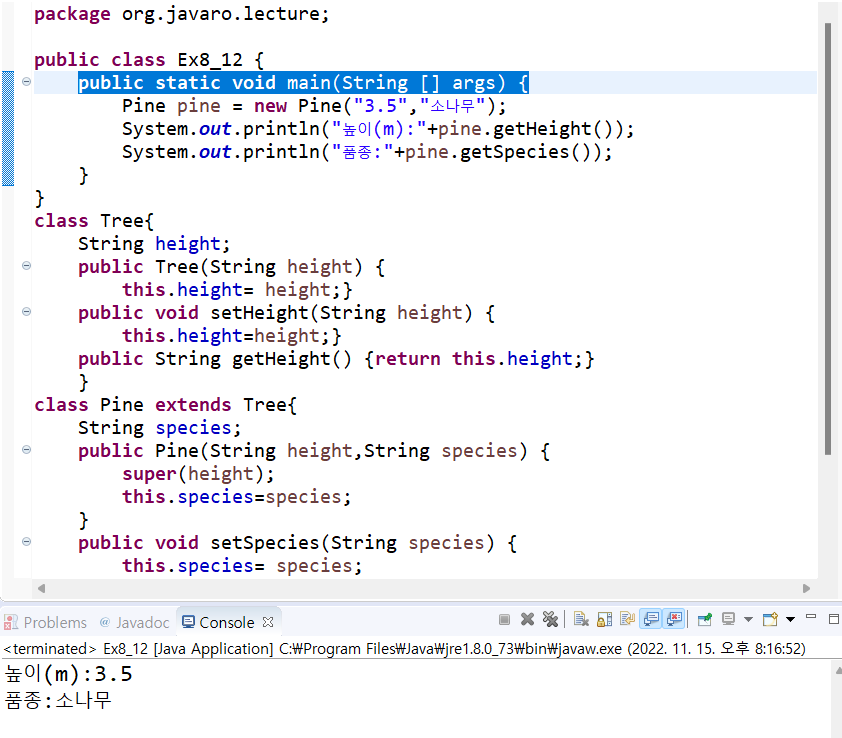 package org.javaro.lecture;
public class Ex8_12 {
public static void main(String [] args) {
Pine pine = new Pine("3.5","소나무");
System.out.println("높이(m):"+pine.getHeight());
System.out.println("품종:"+pine.getSpecies());
}
}
class Tree{
String height;
public Tree(String height) {
this.height= height;}
public void setHeight(String height) {
this.height=height;}
public String getHeight() {return this.height;}
}
class Pine extends Tree{
String species;
public Pine(String height,String species) {
super(height);
this.species=species;
}
public void setSpecies(String species) {
this.species= species;
Problems @ Javadoc Console
<terminated> Ex8_12 [Java Application] C:₩Program Files₩Java₩jre1.8.0_73₩bin₩javaw.exe (2022. 11. 15. 오후 8:16:52)
높이(m):3.5
품종:소나무